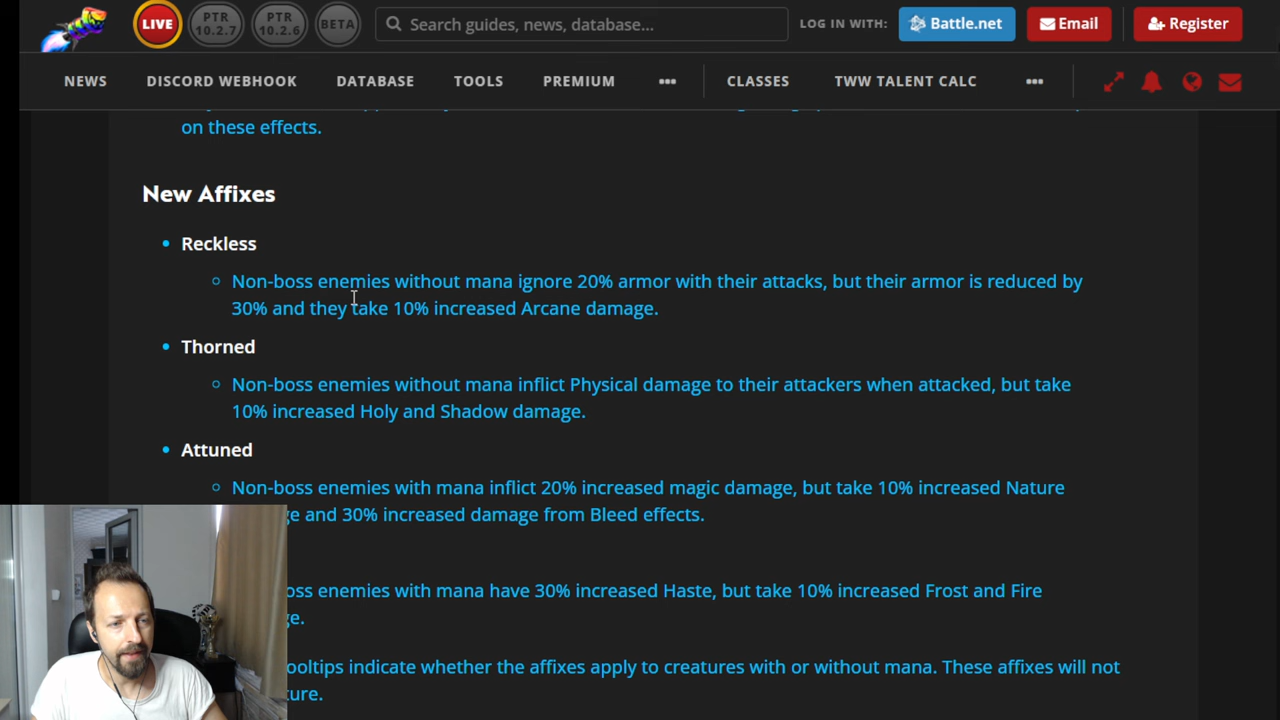 LIVE
PTR
10.2.7
PTR
10.2.6
BETA
Search guides, news, database...
LOG IN WITH:
Battle.net
Email
Register
NEWS
DISCORD WEBHOOK
DATABASE
TOOLS
PREMIUM
•••
CLASSES
TWW TALENT CALC
•••
on these effects.
New Affixes
• Reckless
Non-boss enemies without mana ignore 20% armor with their attacks, but their armor is reduced by
30% and they take 10% increased Arcane damage.
• Thorned
Non-boss enemies without mana inflict Physical damage to their attackers when attacked, but take
10% increased Holy and Shadow damage.
• Attuned
Non-boss enemies with mana inflict 20% increased magic damage, but take 10% increased Nature
ge and 30% increased damage from Bleed effects.
oss enemies with mana have 30% increased Haste, but take 10% increased Frost and Fire
ge.
ooltips indicate whether the affixes apply to creatures with or without mana. These affixes will not
ture.